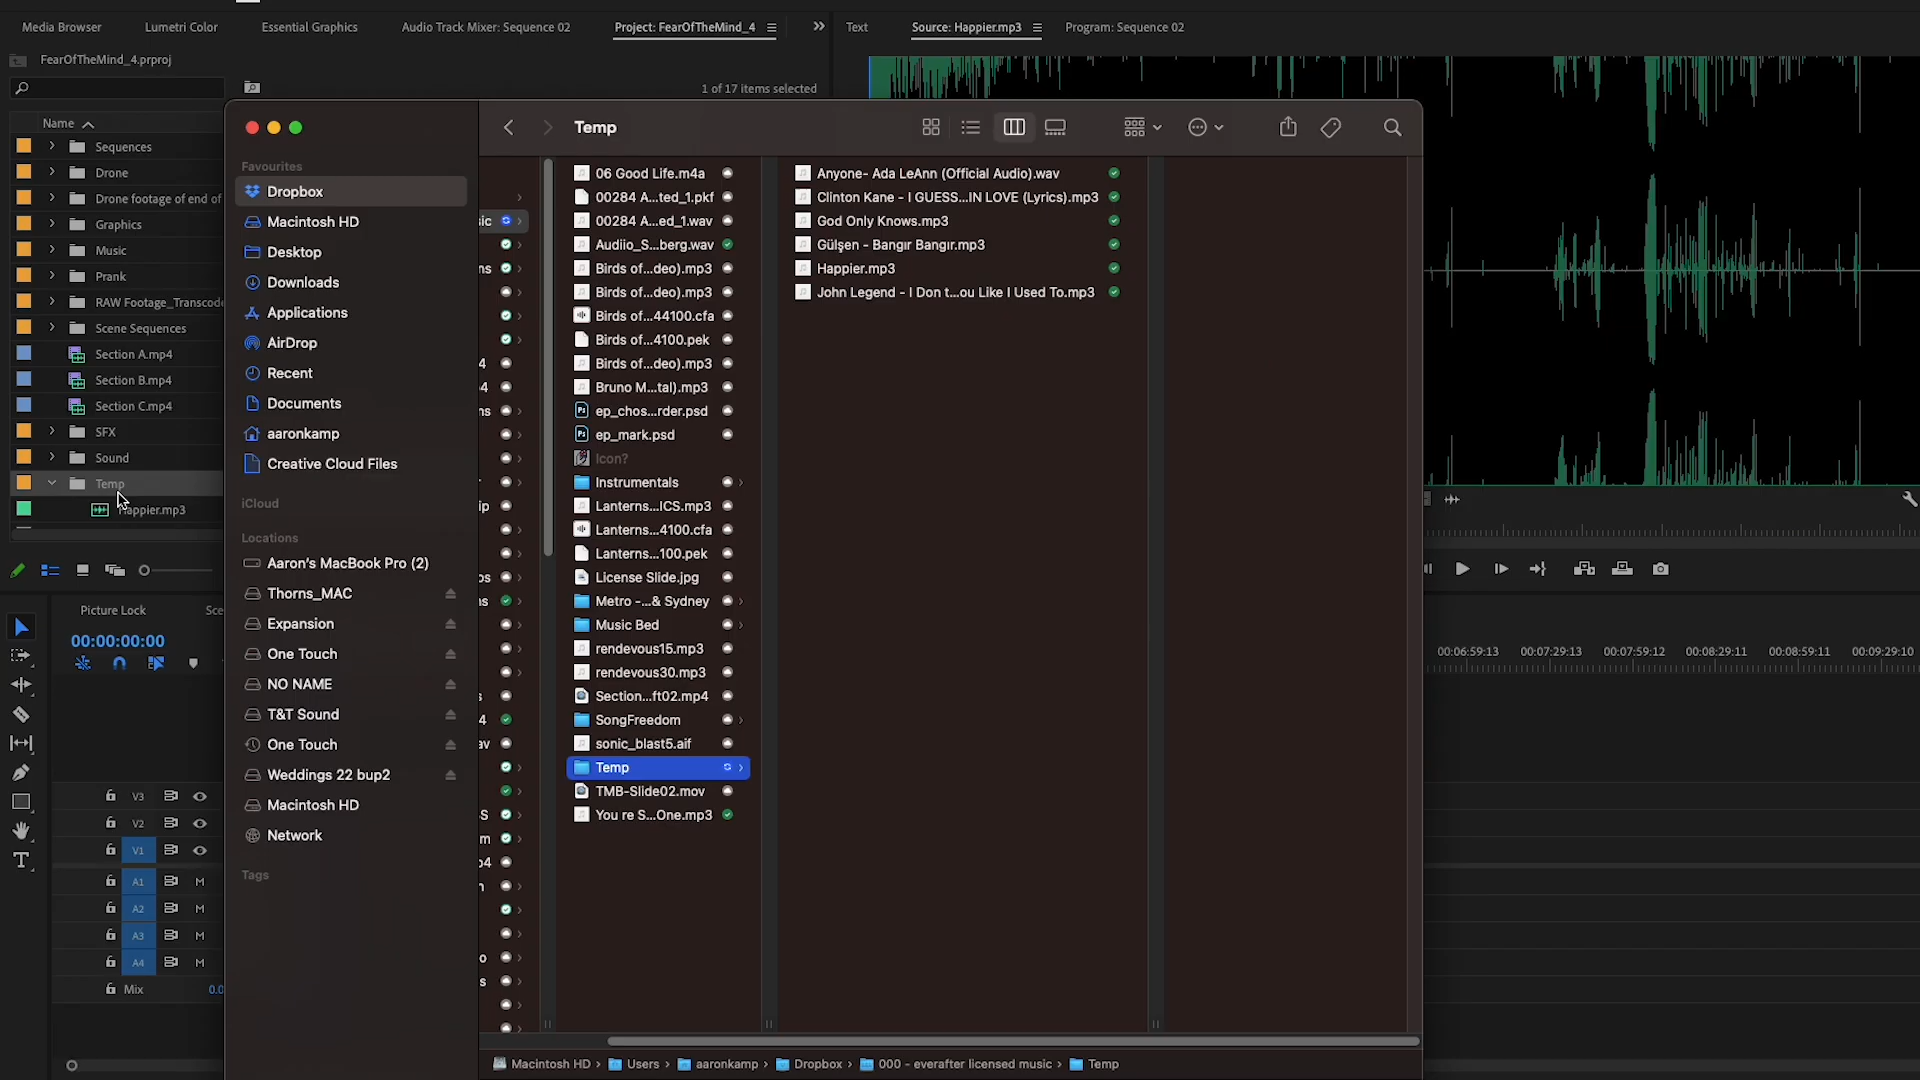 Media Browser
Lumetri Color
Essential Graphics
Audio Track Mixer: Sequence 02
Project: FearOfTheMind_4
Text
Source: Happier.mp3
Program: Sequence 02
FearOfTheMind_4.prproj
1 of 17 items selected
Name
Sequences
Drone
Drone footage of end of
Graphics
Music
Prank
RAW Footage_Transcode
Scene Sequences
Section A.mp4
Section B.mp4
Section C.mp4
SFX
Sound
Temp
Happier.mp3
Picture Lock
Sce
00:00:00:00
V3
V2
V1
A1
M
A2
M
A3
M
A4
M
Mix
0.0
Favourites
Dropbox
Macintosh HD
Desktop
Downloads
Applications
AirDrop
Recent
Documents
aaronkamp
Creative Cloud Files
iCloud
Locations
Aaron's MacBook Pro (2)
Thorns_MAC
Expansion
One Touch
NO NAME
T&T Sound
One Touch
Weddings 22 bup2
Macintosh HD
Network
Tags
Temp
06 Good Life.m4a
00284 A...ted_1.pkf
00284 A...ed_1.wav
Audiio_S...berg.wav
Birds of...deo).mp3
Birds of...deo).mp3
Birds of...44100.cfa
Birds of...4100.pek
Birds of...deo).mp3
Bruno M...tal).mp3
ep_chos...rder.psd
ep_mark.psd
Icon?
Instrumentals
Lanterns...ICS.mp3
Lanterns...4100.cfa
Lanterns...100.pek
License Slide.jpg
Metro -...& Sydney
Music Bed
rendevous15.mp3
rendevous30.mp3
Section...ft02.mp4
SongFreedom
sonic_blast5.aif
Temp
TMB-Slide02.mov
You re S...One.mp3
Anyone- Ada LeAnn (Official Audio).wav
Clinton Kane - I GUESS...IN LOVE (Lyrics).mp3
God Only Knows.mp3
Gülşen - Bangır Bangır.mp3
Happier.mp3
John Legend - I Don t...ou Like I Used To.mp3
Macintosh HD › Users › aaronkamp › Dropbox › 000 - everafter licensed music › Temp
00:06:59:13
00:07:29:13
00:07:59:12
00:08:29:11
00:08:59:11
00:09:29:10